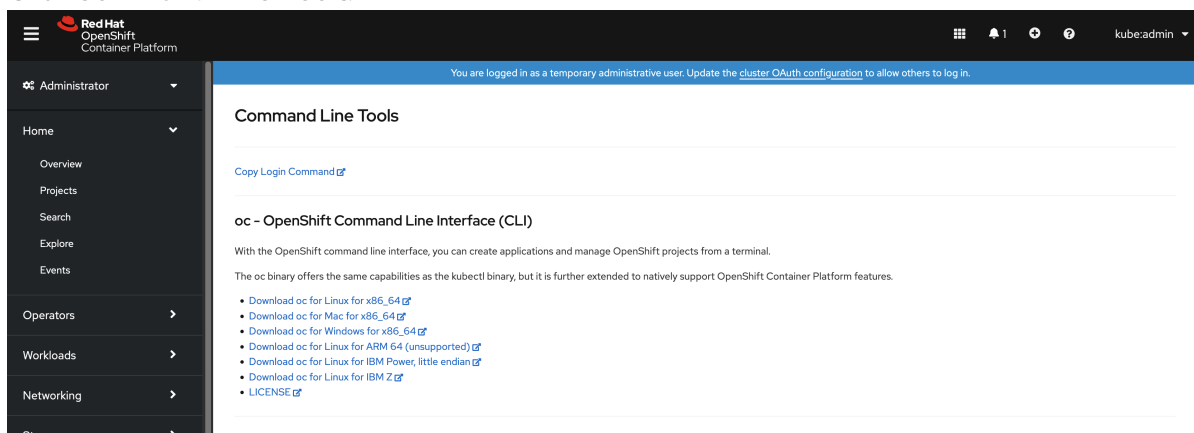 Red Hat
OpenShift
Container Platform
1
kube:admin
Administrator
You are logged in as a temporary administrative user. Update the cluster OAuth configuration to allow others to log in.
Home
Overview
Projects
Search
Explore
Events
Operators
Workloads
Networking
Command Line Tools
Copy Login Command
oc - OpenShift Command Line Interface (CLI)
With the OpenShift command line interface, you can create applications and manage OpenShift projects from a terminal.
The oc binary offers the same capabilities as the kubectl binary, but it is further extended to natively support OpenShift Container Platform features.
Download oc for Linux for x86_64
Download oc for Mac for x86_64
Download oc for Windows for x86_64
Download oc for Linux for ARM 64 (unsupported)
Download oc for Linux for IBM Power, little endian
Download oc for Linux for IBM Z
LICENSE